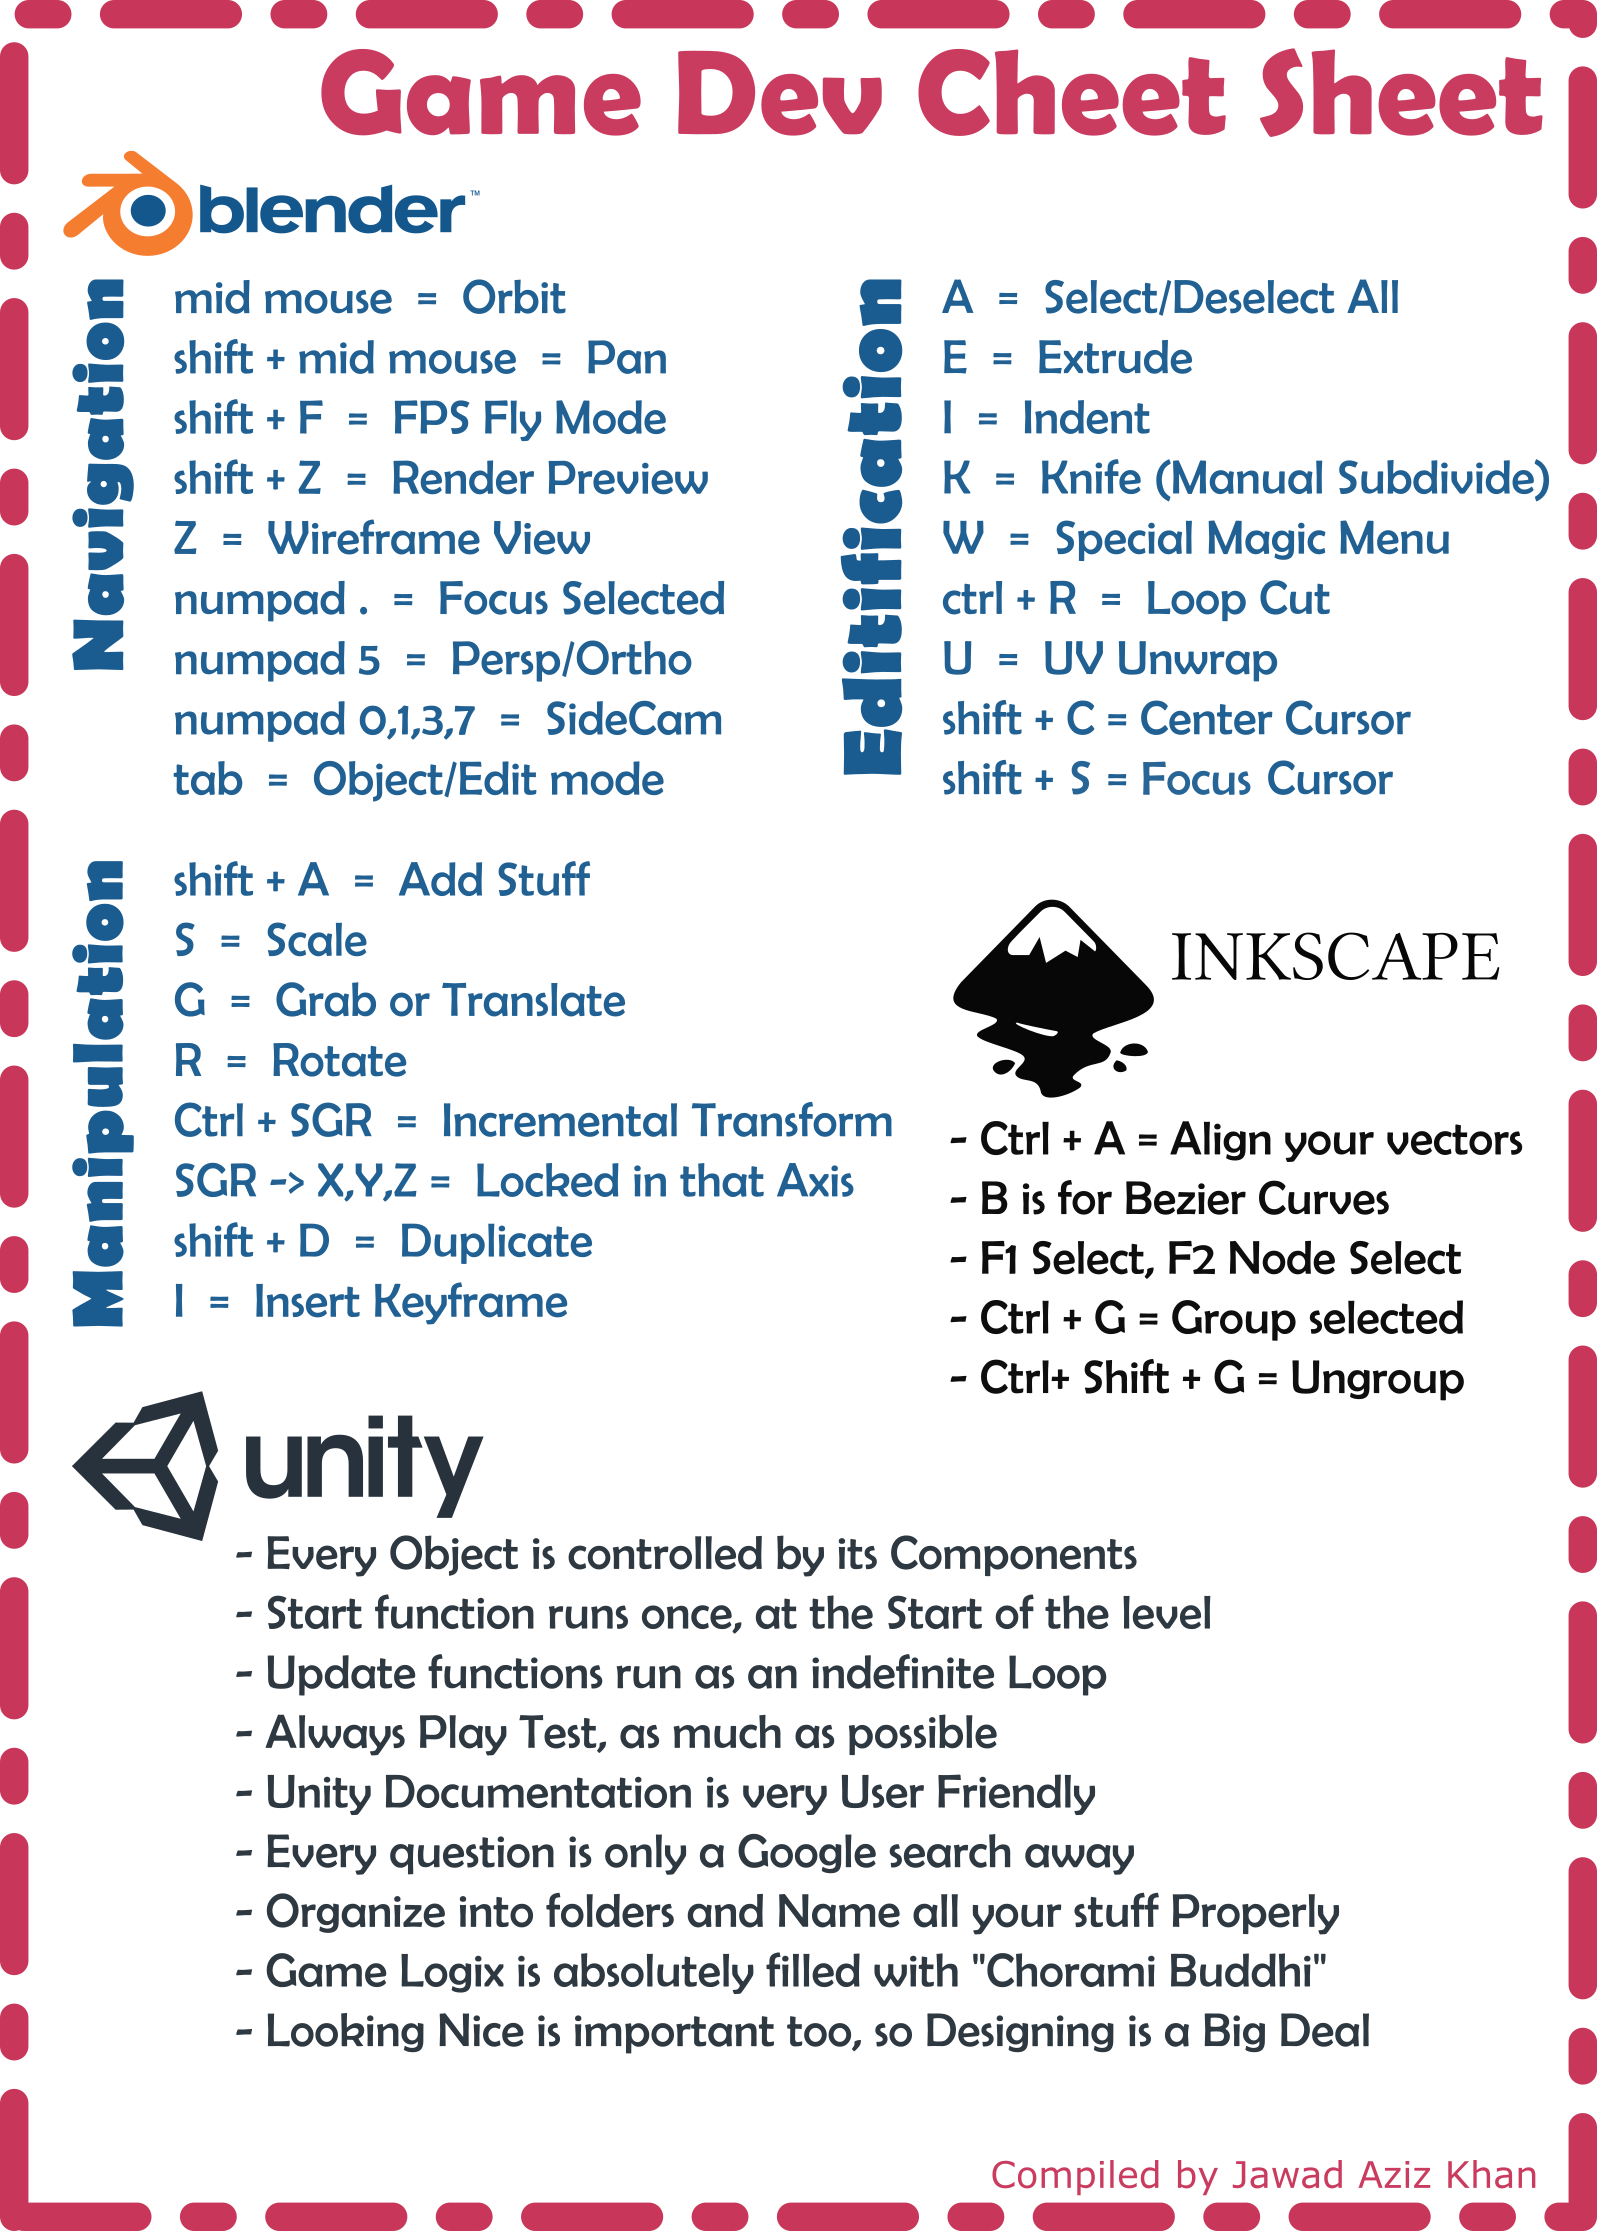 Game Dev Cheet Sheet
blender™
Navigation
mid mouse = Orbit
shift + mid mouse = Pan
shift + F = FPS Fly Mode
shift + Z = Render Preview
Z = Wireframe View
numpad . = Focus Selected
numpad 5 = Persp/Ortho
numpad 0,1,3,7 = SideCam
tab = Object/Edit mode
Editification
A = Select/Deselect All
E = Extrude
I = Indent
K = Knife (Manual Subdivide)
W = Special Magic Menu
ctrl + R = Loop Cut
U = UV Unwrap
shift + C = Center Cursor
shift + S = Focus Cursor
Manipulation
shift + A = Add Stuff
S = Scale
G = Grab or Translate
R = Rotate
Ctrl + SGR = Incremental Transform
SGR -> X,Y,Z = Locked in that Axis
shift + D = Duplicate
I = Insert Keyframe
INKSCAPE
- Ctrl + A = Align your vectors
- B is for Bezier Curves
- F1 Select, F2 Node Select
- Ctrl + G = Group selected
- Ctrl+ Shift + G = Ungroup
unity
- Every Object is controlled by its Components
- Start function runs once, at the Start of the level
- Update functions run as an indefinite Loop
- Always Play Test, as much as possible
- Unity Documentation is very User Friendly
- Every question is only a Google search away
- Organize into folders and Name all your stuff Properly
- Game Logix is absolutely filled with "Chorami Buddhi"
- Looking Nice is important too, so Designing is a Big Deal
Compiled by Jawad Aziz Khan